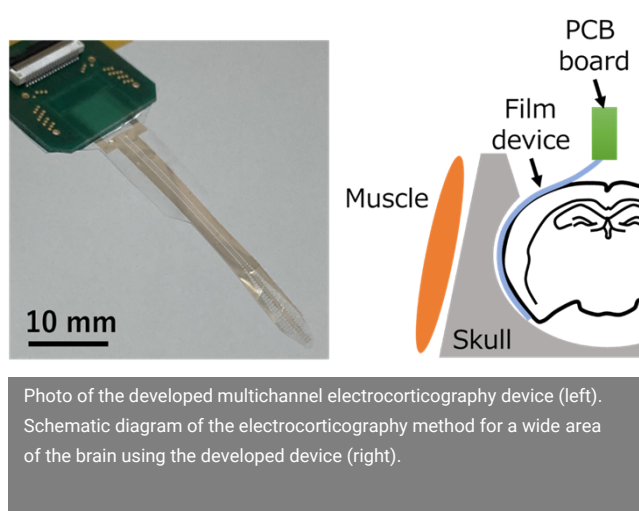 10 mm
PCB
board
Film
device
Muscle
Skull
Photo of the developed multichannel electrocorticography device (left).
Schematic diagram of the electrocorticography method for a wide area
of the brain using the developed device (right).